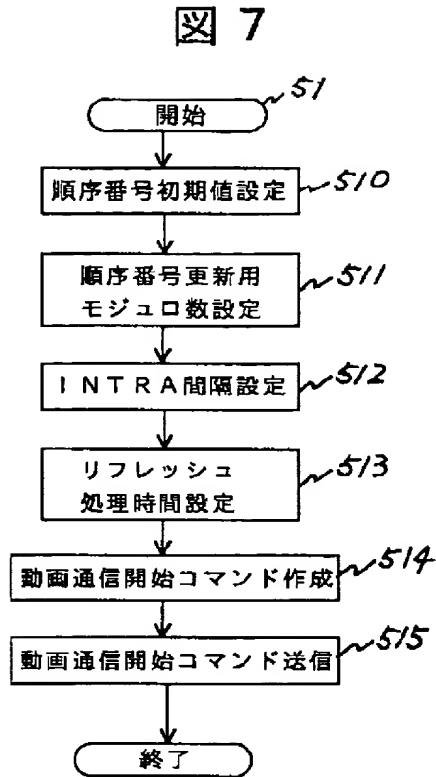 図 7
開始
51
順序番号初期値設定
510
順序番号更新用
モジュロ数設定
511
INTRA間隔設定
512
リフレッシュ
処理時間設定
513
動画通信開始コマンド作成
514
動画通信開始コマンド送信
515
終了